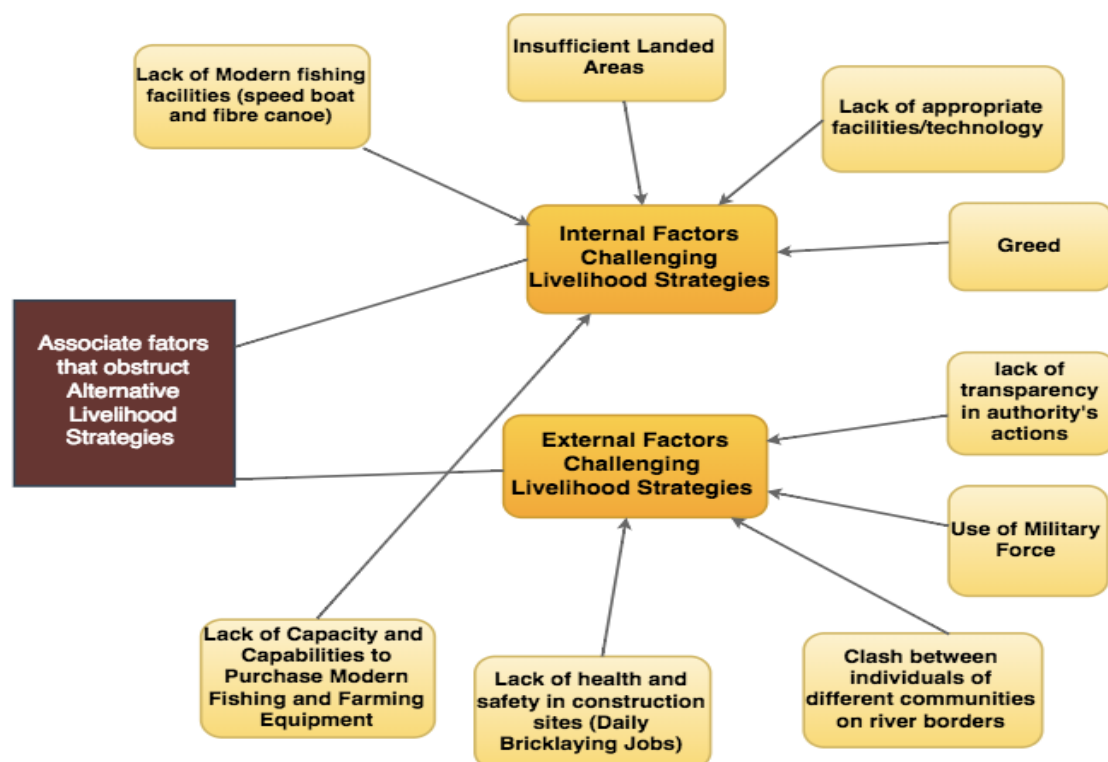 Insufficient Landed
Areas
Lack of Modern fishing
facilities (speed boat
and fibre canoe)
Lack of appropriate
facilities/technology
Internal Factors
Challenging
Livelihood Strategies
Greed
Associate fators
that obstruct
Alternative
Livelihood
Strategies
lack of
transparency
in authority's
actions
External Factors
Challenging
Livelihood Strategies
Use of Military
Force
Lack of Capacity and
Capabilities to
Purchase Modern
Fishing and Farming
Equipment
Lack of health and
safety in construction
sites (Daily
Bricklaying Jobs)
Clash between
individuals of
different communities
on river borders